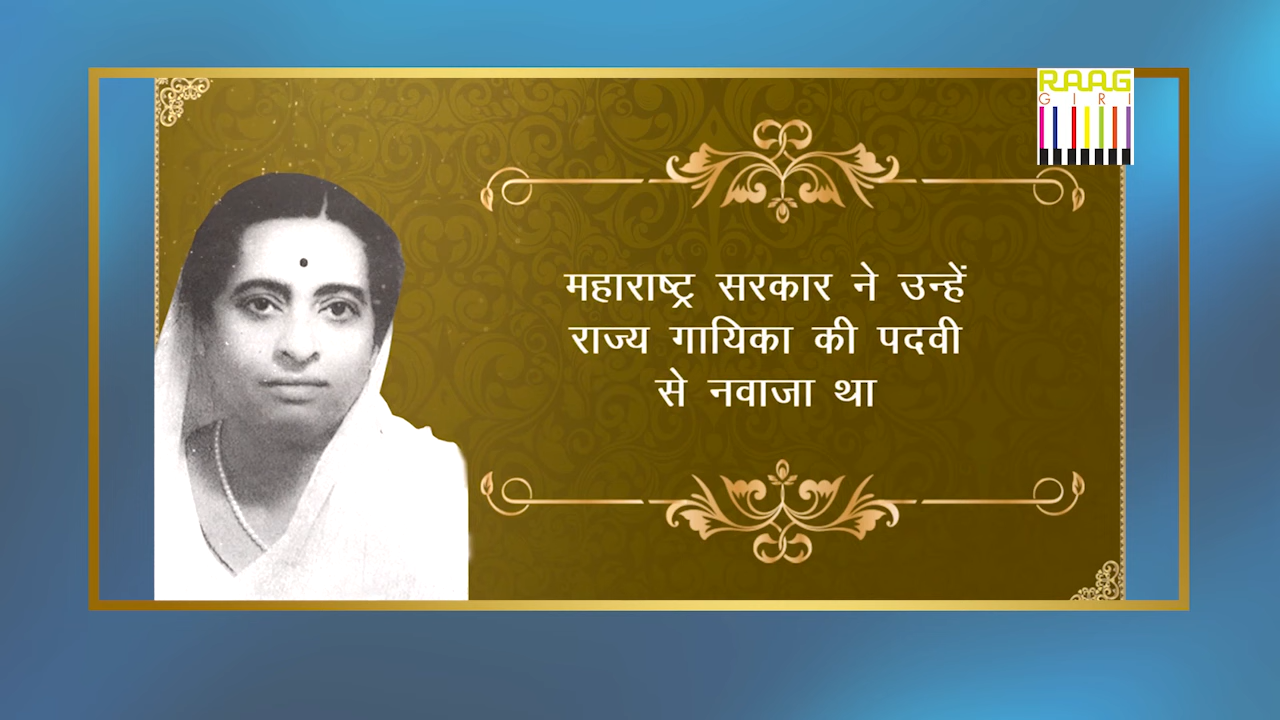 RAAG
GIRI
महाराष्ट्र सरकार ने उन्हें
राज्य गायिका की पदवी
से नवाजा था